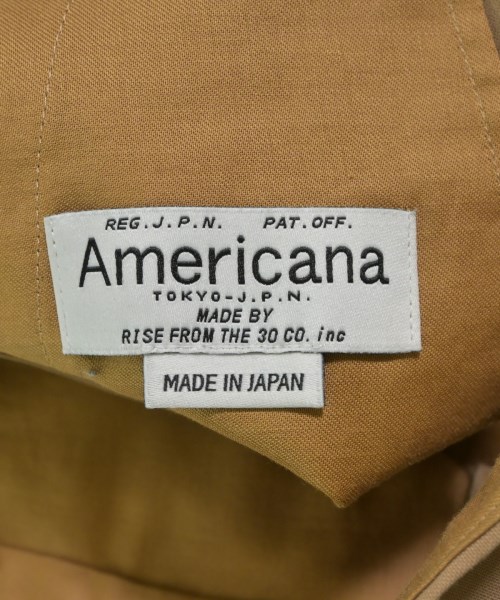 REG.J.P.N. PAT.OFF.
Americana
TOKYO-J.P.N.
MADE BY
RISE FROM THE 30 CO. inc
MADE IN JAPAN